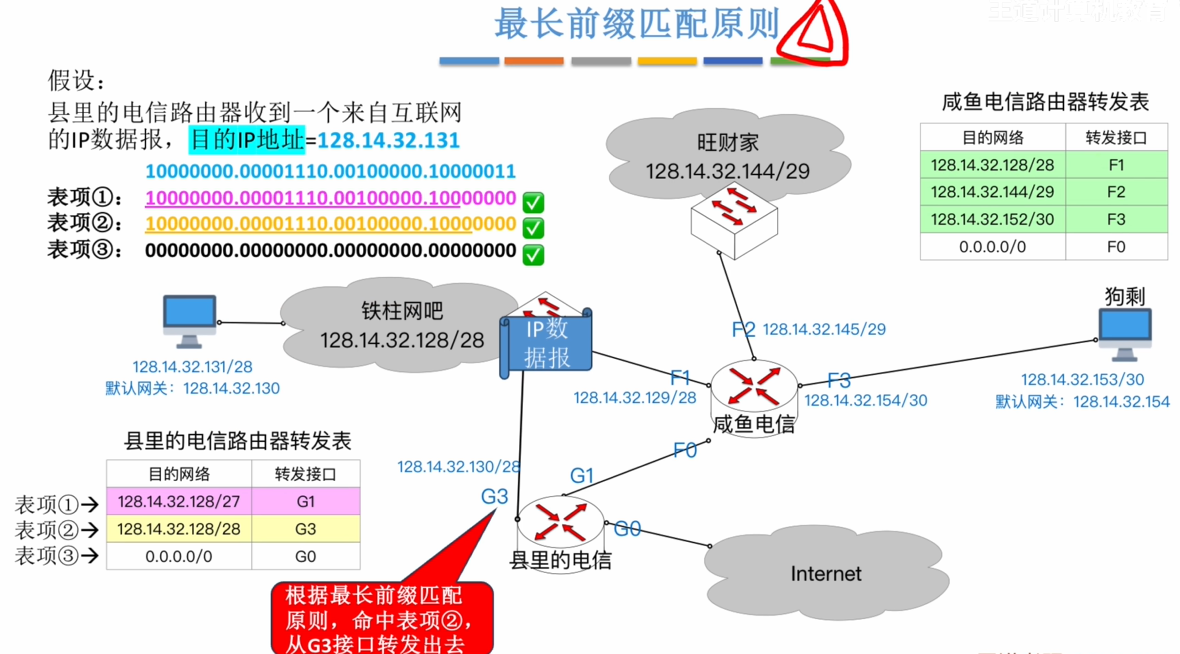 最长前缀匹配原则
假设：
县里的电信路由器收到一个来自互联网
的IP数据报，目的IP地址=128.14.32.131
10000000.00001110.00100000.10000011
表项①： 10000000.00001110.00100000.10000000
表项②： 10000000.00001110.00100000.10000000
表项③： 00000000.00000000.00000000.00000000
旺财家
128.14.32.144/29
咸鱼电信路由器转发表
目的网络 转发接口
128.14.32.128/28 F1
128.14.32.144/29 F2
128.14.32.152/30 F3
0.0.0.0/0 F0
铁柱网吧
128.14.32.128/28
IP数
据报
128.14.32.131/28
默认网关：128.14.32.130
F2 128.14.32.145/29
狗剩
F1
128.14.32.129/28
F3
128.14.32.154/30
128.14.32.153/30
默认网关：128.14.32.154
咸鱼电信
F0
县里的电信路由器转发表
目的网络 转发接口
表项①→ 128.14.32.128/27 G1
表项②→ 128.14.32.128/28 G3
表项③→ 0.0.0.0/0 G0
128.14.32.130/28
G1
G3
G0
县里的电信
Internet
根据最长前缀匹配
原则，命中表项②，
从G3接口转发出去